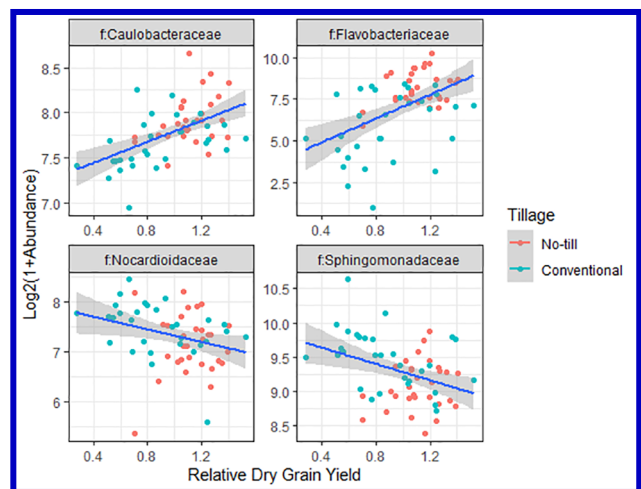 f:Caulobacteraceae
f:Flavobacteriaceae
8.5
8.0
7.5
7.0
10.0
7.5
5.0
2.5
0.4 0.8 1.2
0.4 0.8 1.2
f:Nocardioidaceae
f:Sphingomonadaceae
8
7
6
10.5
10.0
9.5
9.0
8.5
0.4 0.8 1.2
0.4 0.8 1.2
Log2(1+Abundance)
Relative Dry Grain Yield
Tillage
No-till
Conventional